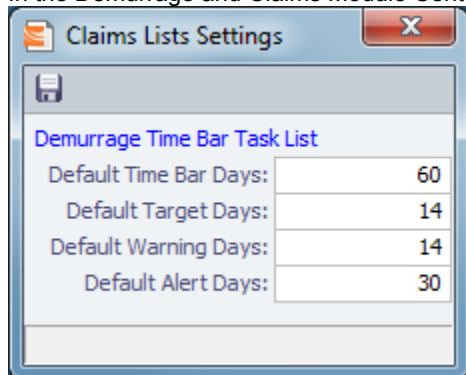 in the Demurrage and Claims Module Cent
Claims Lists Settings
Demurrage Time Bar Task List
Default Time Bar Days: 60
Default Target Days: 14
Default Warning Days: 14
Default Alert Days: 30